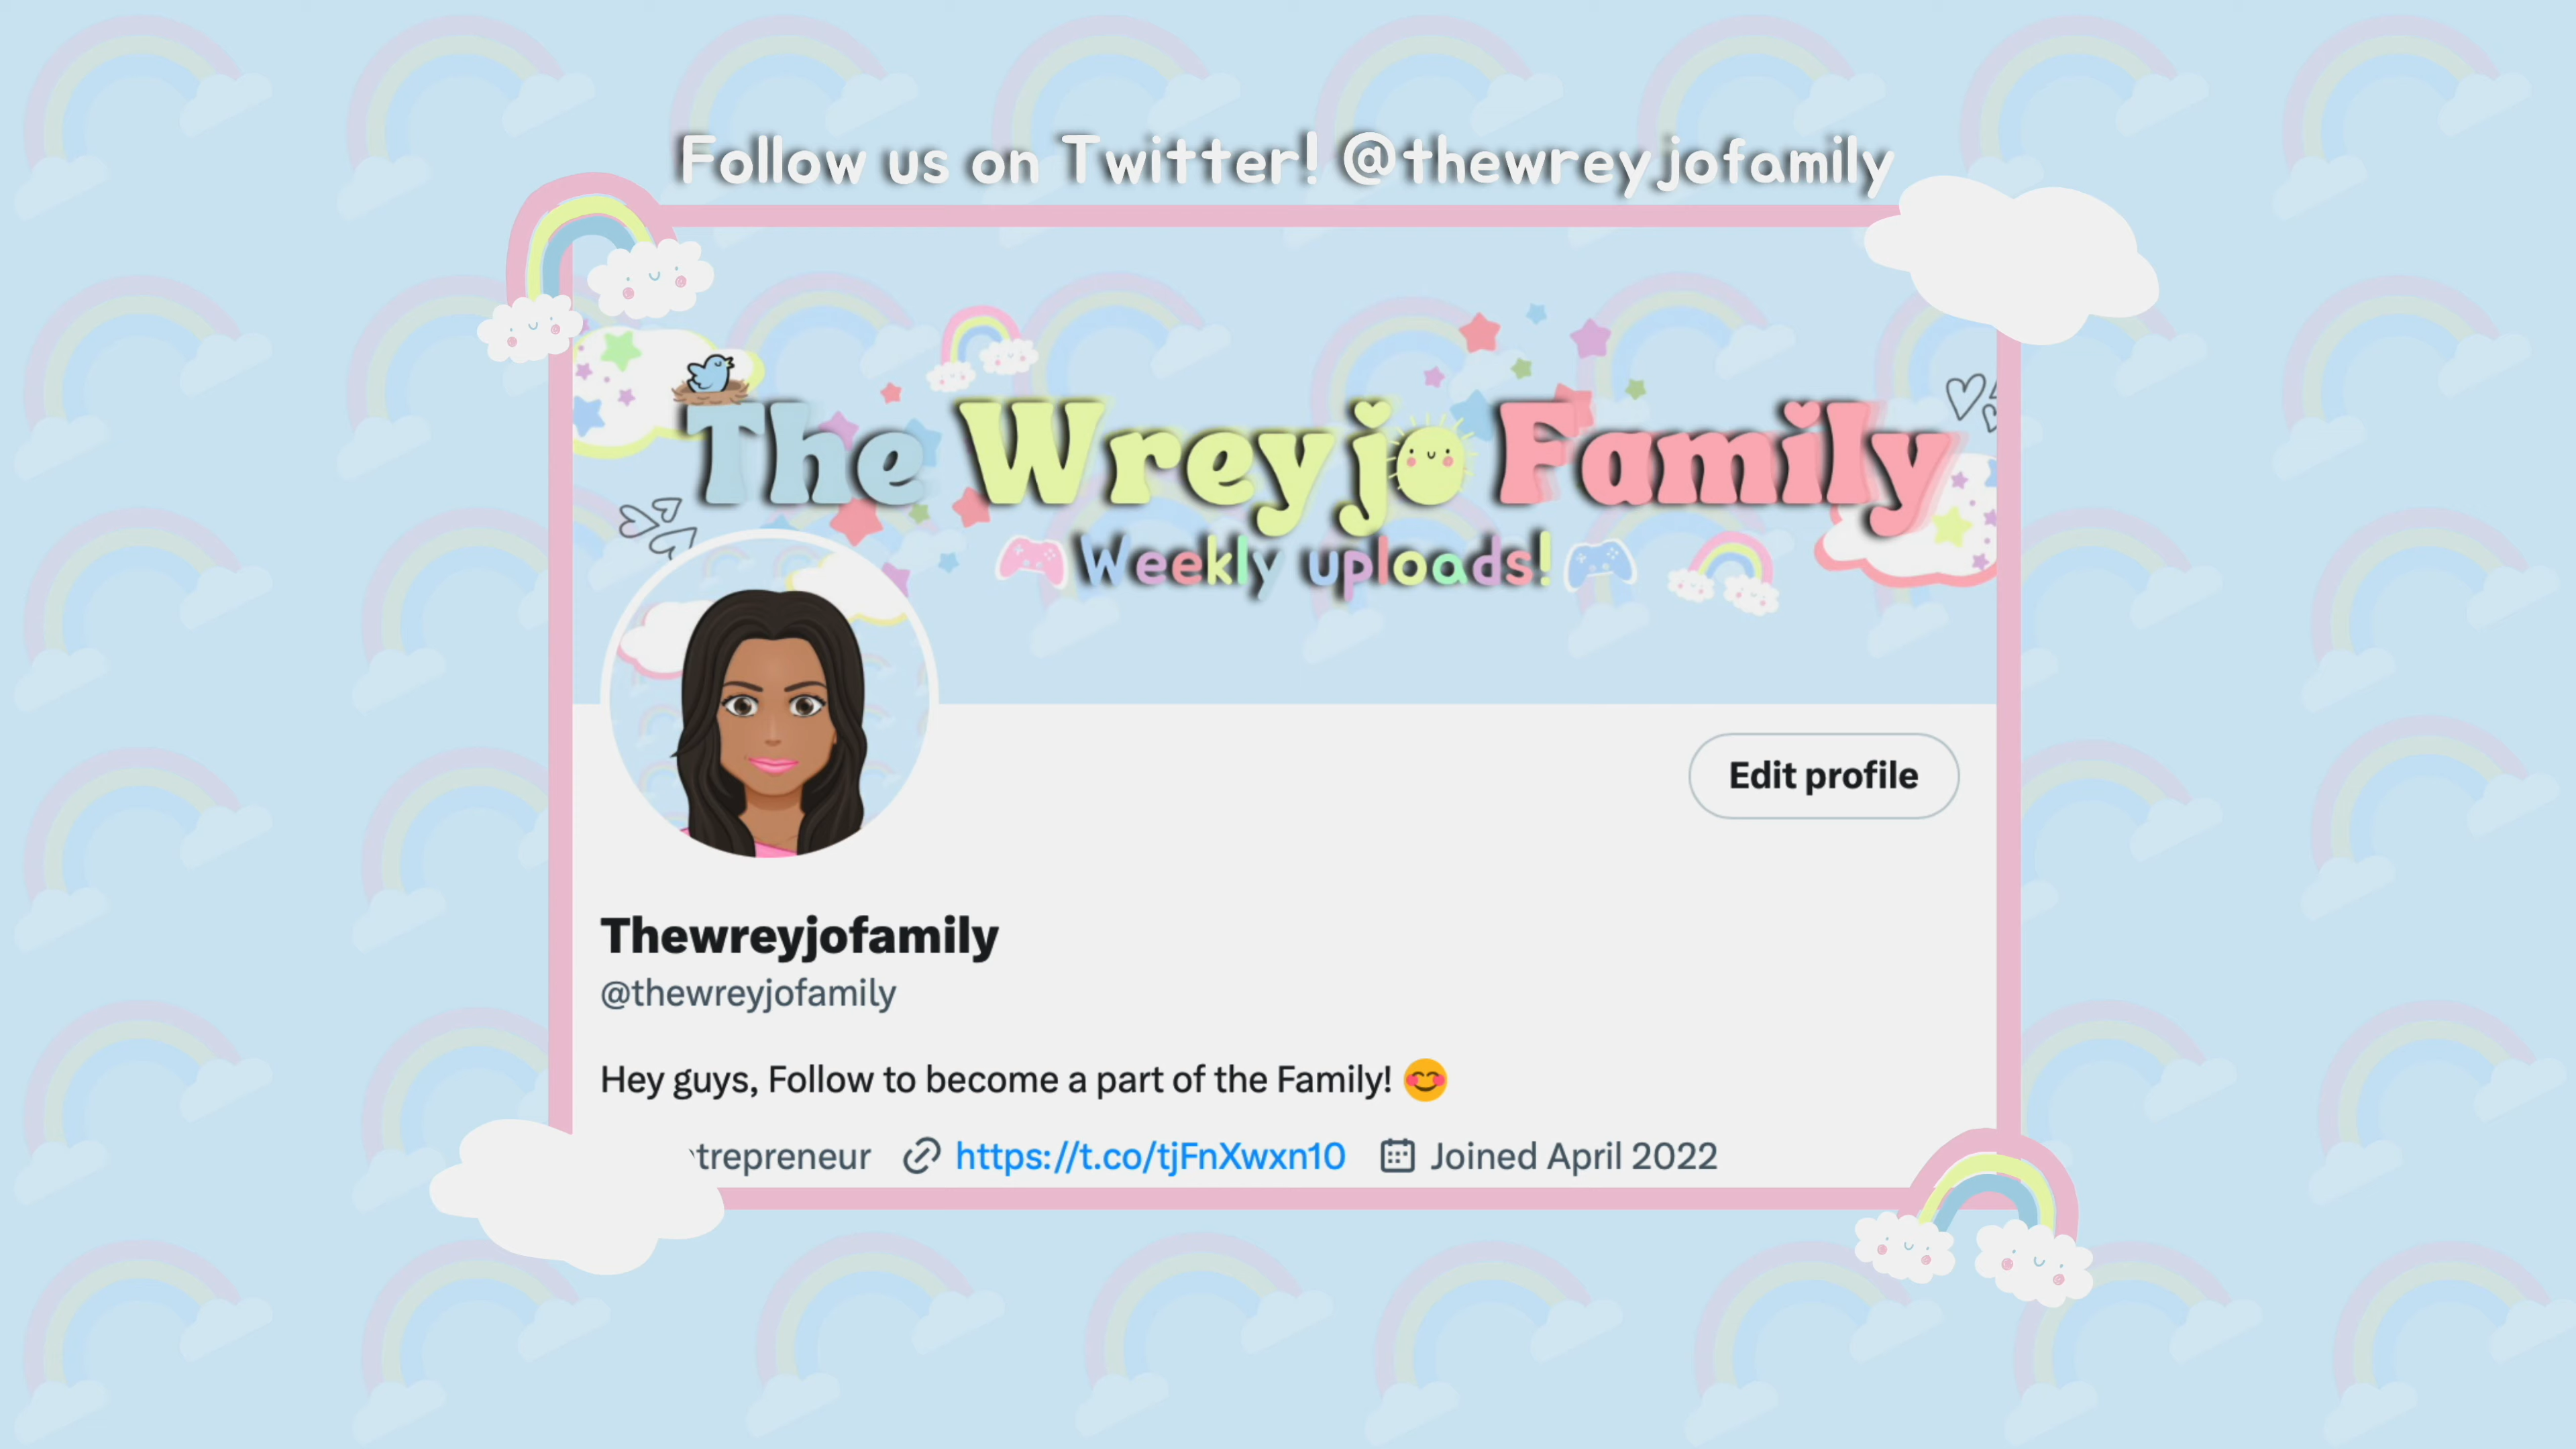 Follow us on Twitter! @thewreyjofamily
The Wreyjo Family
Weekly uploads!
Edit profile
Thewreyjofamily
@thewreyjofamily
Hey guys, Follow to become a part of the Family! 😊
trepreneur https://t.co/tjFnXwxn10 Joined April 2022